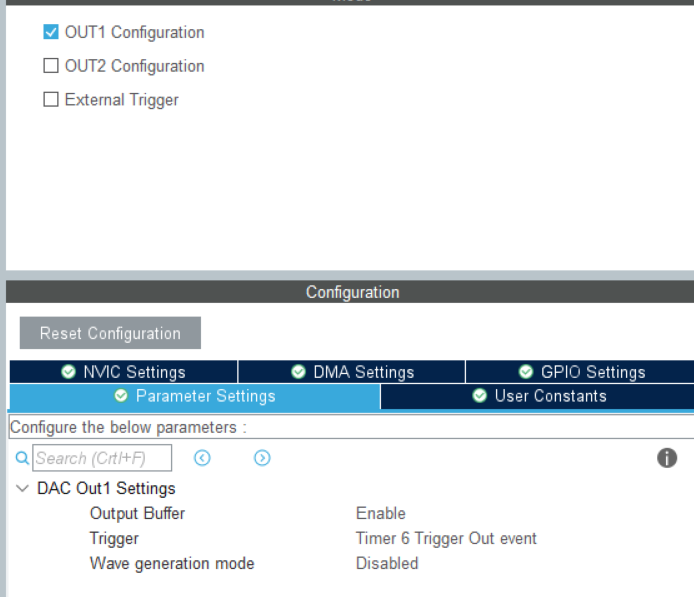 Mode
OUT1 Configuration
OUT2 Configuration
External Trigger
Configuration
Reset Configuration
NVIC Settings
DMA Settings
GPIO Settings
Parameter Settings
User Constants
Configure the below parameters :
Search (Crtl+F)
DAC Out1 Settings
Output Buffer Enable
Trigger Timer 6 Trigger Out event
Wave generation mode Disabled